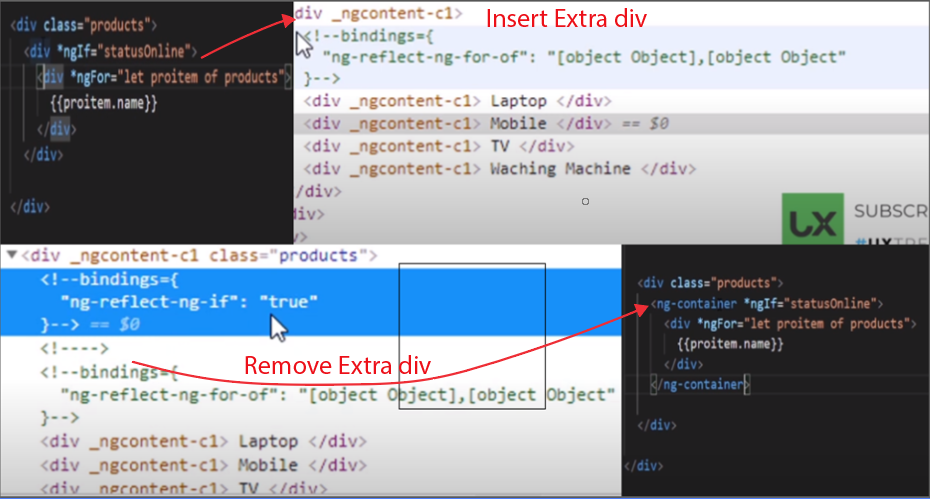 <div class="products">
<div *ngIf="statusOnline">
<div *ngFor="let proitem of products">
{{proitem.name}}
</div>
</div>
</div>
div _ngcontent-c1>
Insert Extra div
<!--bindings={
"ng-reflect-ng-for-of": "[object Object],[object Object"
}-->
<div _ngcontent-c1> Laptop </div>
<div _ngcontent-c1> Mobile </div> == $0
<div _ngcontent-c1> TV </div>
<div _ngcontent-c1> Waching Machine </div>
/div>
div>
>
UX
SUBSCR
#UXTRE
▼<div _ngcontent-c1 class="products">
<!--bindings={
"ng-reflect-ng-if": "true"
}--> == $0
<!---->
Remove Extra div
<!--bindings={
"ng-reflect-ng-for-of": "[object Object],[object Object"
}-->
<div _ngcontent-c1> Laptop </div>
<div _ngcontent-c1> Mobile </div>
<div _ngcontent-c1> TV </div>
<div class="products">
<ng-container *ngIf="statusOnline">
<div *ngFor="let proitem of products">
{{proitem.name}}
</div>
</ng-container>
</div>
</div>